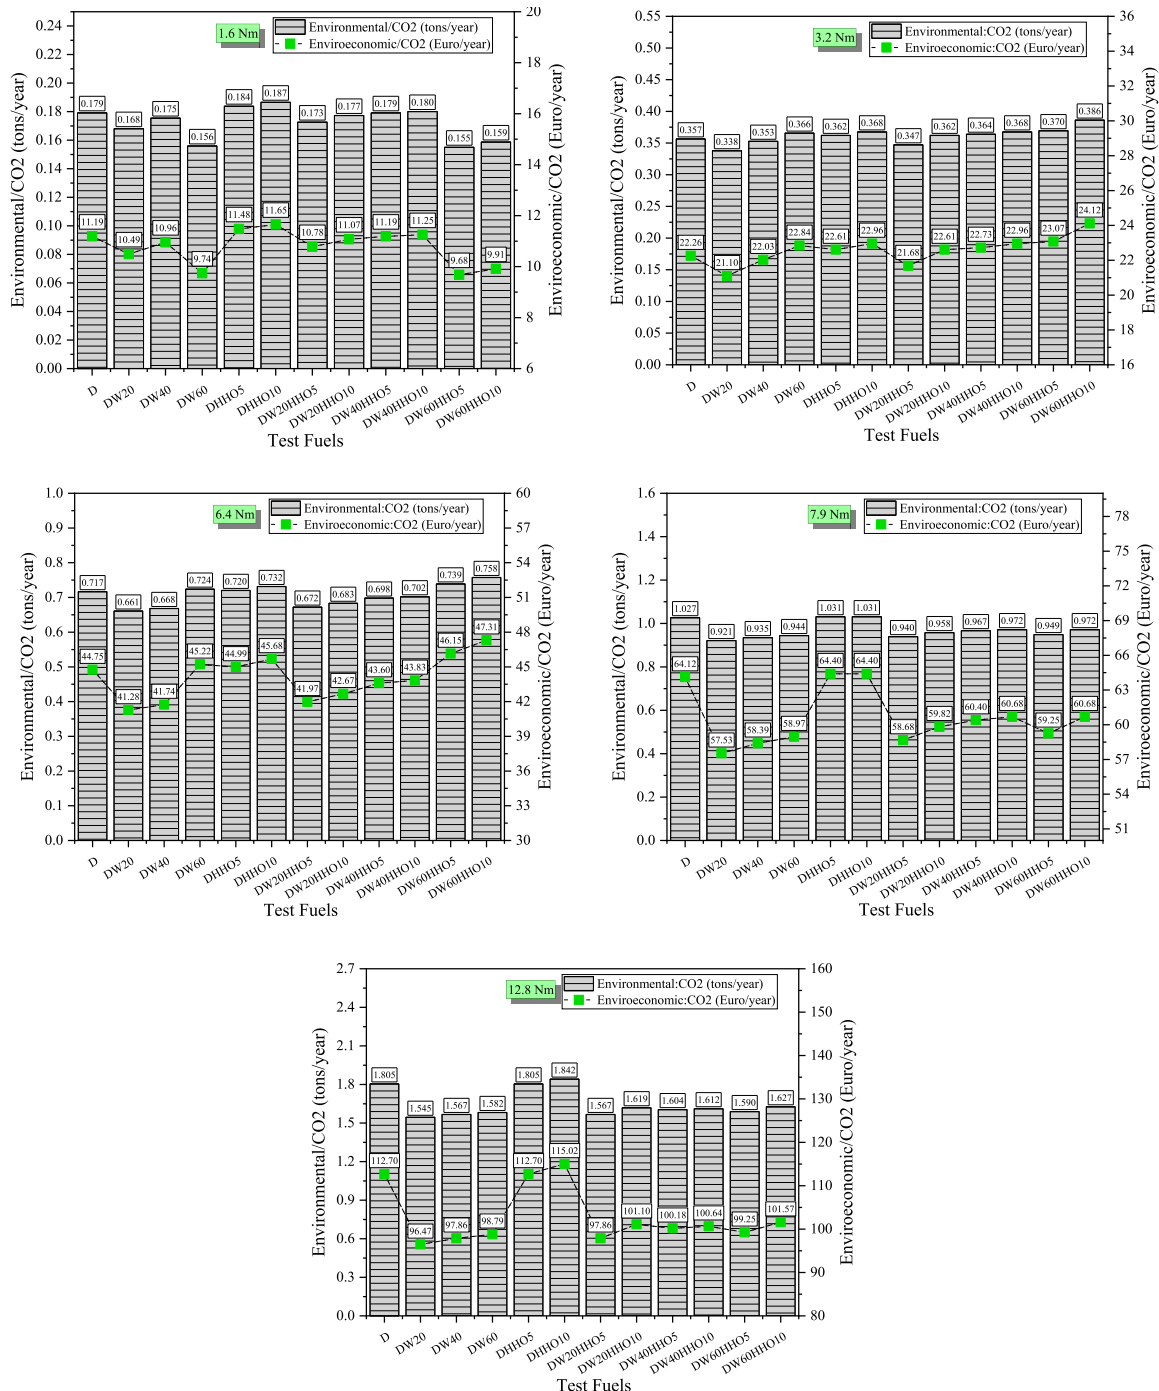 1.6 Nm
Environmental/CO2 (tons/year)
Enviroeconomic/CO2 (Euro/year)
Environmental/CO2 (tons/year)
0.24
0.22
0.20
0.18
0.16
0.14
0.12
0.10
0.08
0.06
0.04
0.02
0.00
0.179 0.168 0.175 0.156 0.184 0.187 0.173 0.177 0.179 0.180 0.155 0.159
11.19 10.49 10.96 9.74 11.48 11.65 10.78 11.07 11.19 11.25 9.68 9.91
20
18
16
14
12
10
8
6
Enviroeconomic/CO2 (Euro/year)
D DW20 DW40 DW60 DHHO5 DHHO10 DW20HHO5 DW20HHO10 DW40HHO5 DW40HHO10 DW60HHO5 DW60HHO10
Test Fuels
3.2 Nm
Environmental:CO2 (tons/year)
Enviroeconomic:CO2 (Euro/year)
Environmental/CO2 (tons/year)
0.55
0.50
0.45
0.40
0.35
0.30
0.25
0.20
0.15
0.10
0.05
0.00
0.357 0.338 0.353 0.366 0.362 0.368 0.347 0.362 0.364 0.368 0.370 0.386
22.26 21.10 22.03 22.84 22.61 22.96 21.68 22.61 22.73 22.96 23.07 24.12
36
34
32
30
28
26
24
22
20
18
16
Enviroeconomic/CO2 (Euro/year)
D DW20 DW40 DW60 DHHO5 DHHO10 DW20HHO5 DW20HHO10 DW40HHO5 DW40HHO10 DW60HHO5 DW60HHO10
Test Fuels
6.4 Nm
Environmental:CO2 (tons/year)
Enviroeconomic:CO2 (Euro/year)
Environmental/CO2 (tons/year)
1.0
0.9
0.8
0.7
0.6
0.5
0.4
0.3
0.2
0.1
0.0
0.717 0.661 0.668 0.724 0.720 0.732 0.672 0.683 0.698 0.702 0.739 0.758
44.75 41.28 41.74 45.22 44.99 45.68 41.97 42.67 43.60 43.83 46.15 47.31
60
57
54
51
48
45
42
39
36
33
30
Enviroeconomic/CO2 (Euro/year)
D DW20 DW40 DW60 DHHO5 DHHO10 DW20HHO5 DW20HHO10 DW40HHO5 DW40HHO10 DW60HHO5 DW60HHO10
Test Fuels
7.9 Nm
Environmental:CO2 (tons/year)
Enviroeconomic:CO2 (Euro/year)
Environmental/CO2 (tons/year)
1.6
1.4
1.2
1.0
0.8
0.6
0.4
0.2
0.0
1.027 0.921 0.935 0.944 1.031 1.031 0.940 0.958 0.967 0.972 0.949 0.972
64.12 57.53 58.39 58.97 64.40 64.40 58.68 59.82 60.40 60.68 59.25 60.68
78
75
72
69
66
63
60
57
54
51
Enviroeconomic/CO2 (Euro/year)
D DW20 DW40 DW60 DHHO5 DHHO10 DW20HHO5 DW20HHO10 DW40HHO5 DW40HHO10 DW60HHO5 DW60HHO10
Test Fuels
12.8 Nm
Environmental:CO2 (tons/year)
Enviroeconomic:CO2 (Euro/year)
Environmental/CO2 (tons/year)
2.7
2.4
2.1
1.8
1.5
1.2
0.9
0.6
0.3
0.0
1.805 1.545 1.567 1.582 1.805 1.842 1.567 1.619 1.604 1.612 1.590 1.627
112.70 96.47 97.86 98.79 112.70 115.02 97.86 101.10 100.18 100.64 99.25 101.57
160
150
140
130
120
110
100
90
80
Enviroeconomic/CO2 (Euro/year)
D DW20 DW40 DW60 DHHO5 DHHO10 DW20HHO5 DW20HHO10 DW40HHO5 DW40HHO10 DW60HHO5 DW60HHO10
Test Fuels